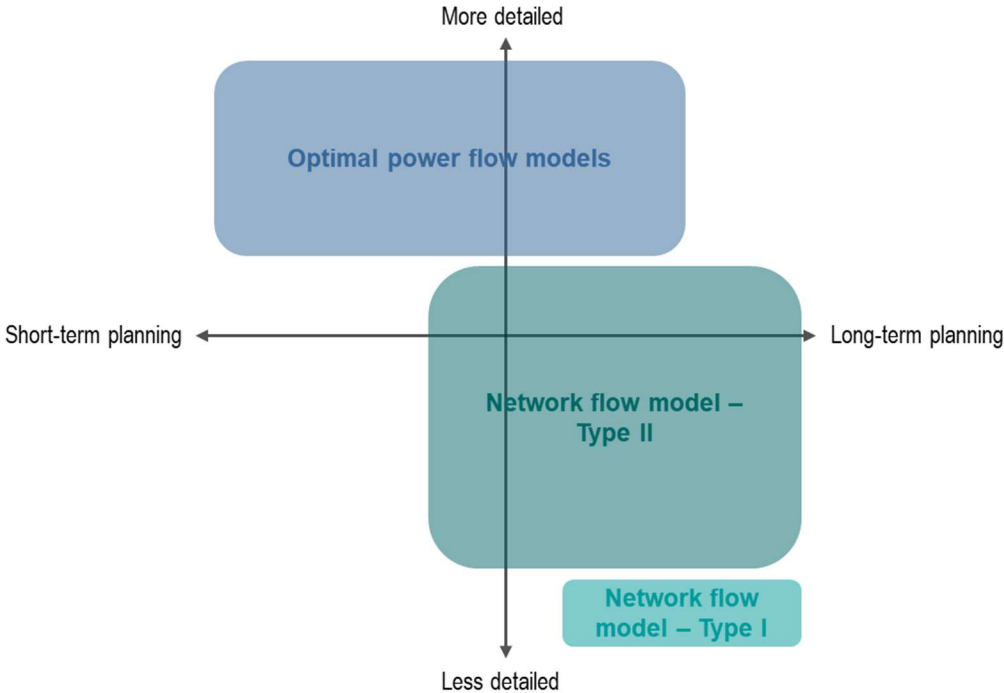 More detailed
Optimal power flow models
Short-term planning
Long-term planning
Network flow model –
Type II
Network flow
model – Type I
Less detailed